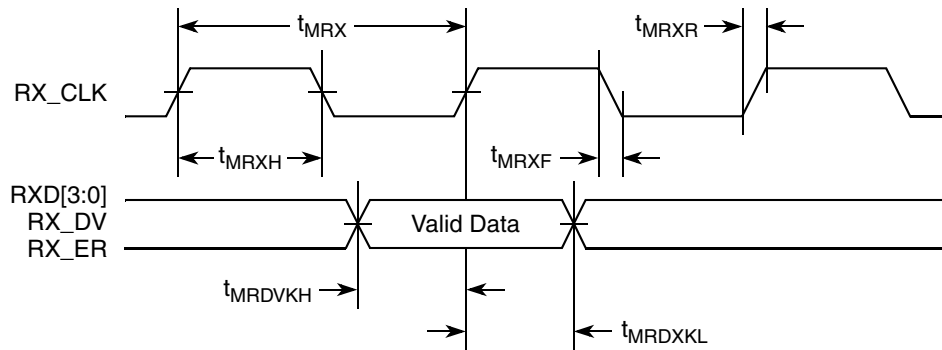 tMRX
tMRXR
RX_CLK
tMRXH
tMRXF
RXD[3:0]
RX_DV
Valid Data
RX_ER
tMRDVKH
tMRDXKL